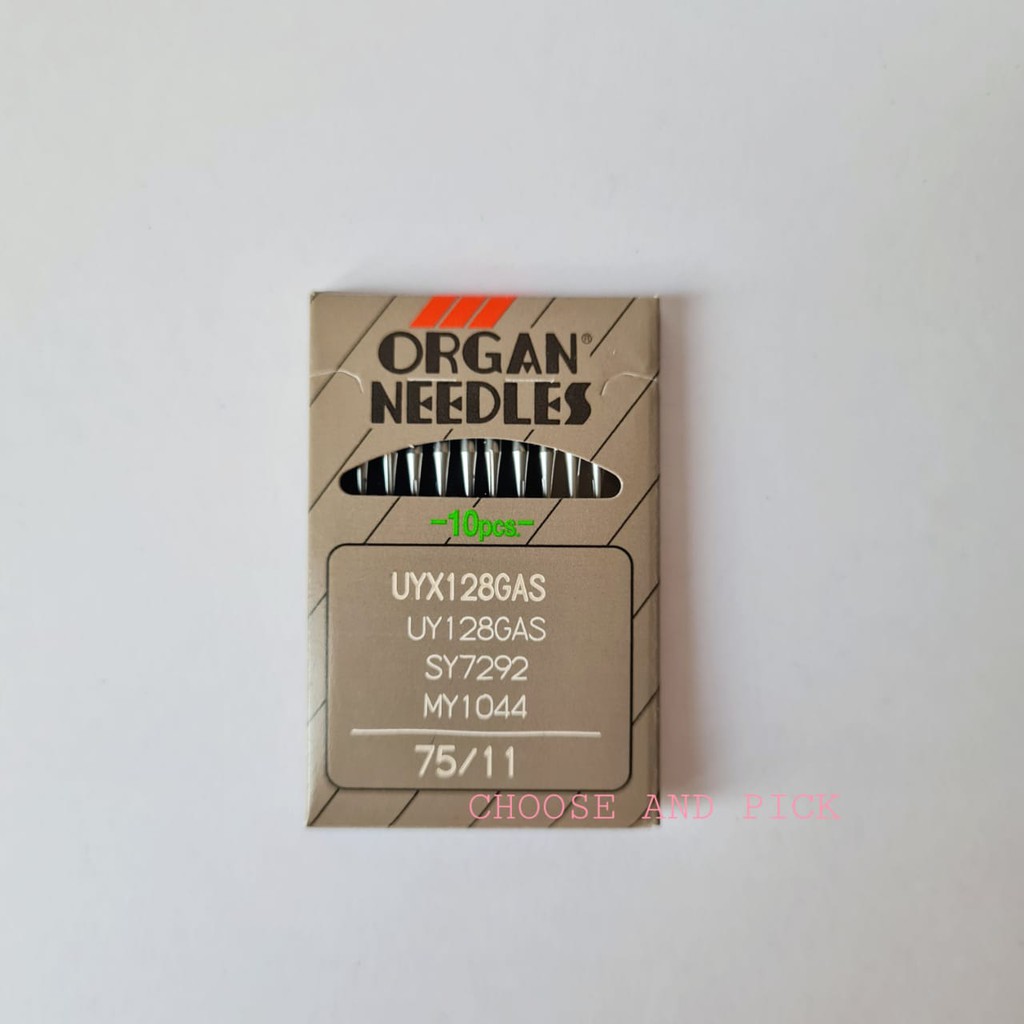 ORGAN®
NEEDLES
-10pcs.-
UYX128GAS
UY128GAS
SY7292
MY1044
75/11
CHOOSE AND PICK